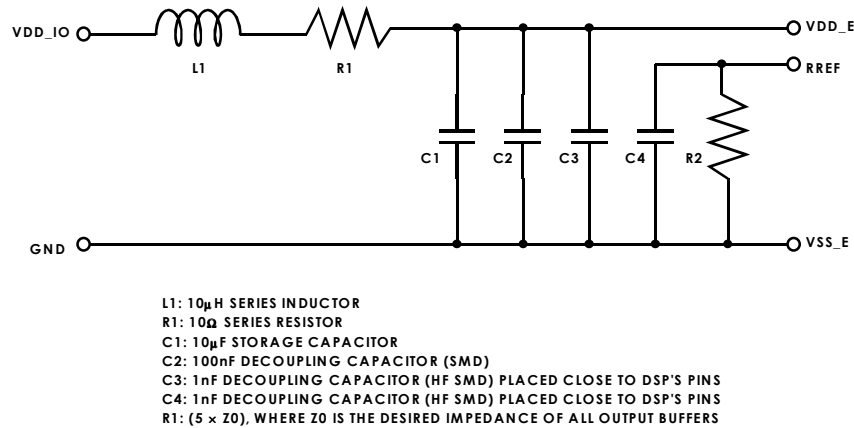 VDD_IO
L1
R1
VDD_E
RREF
C1
C2
C3
C4
R2
GND
VSS_E
L1: 10μH SERIES INDUCTOR
R1: 10Ω SERIES RESISTOR
C1: 10μF STORAGE CAPACITOR
C2: 100nF DECOUPLING CAPACITOR (SMD)
C3: 1nF DECOUPLING CAPACITOR (HF SMD) PLACED CLOSE TO DSP'S PINS
C4: 1nF DECOUPLING CAPACITOR (HF SMD) PLACED CLOSE TO DSP'S PINS
R1: (5 × Z0), WHERE Z0 IS THE DESIRED IMPEDANCE OF ALL OUTPUT BUFFERS